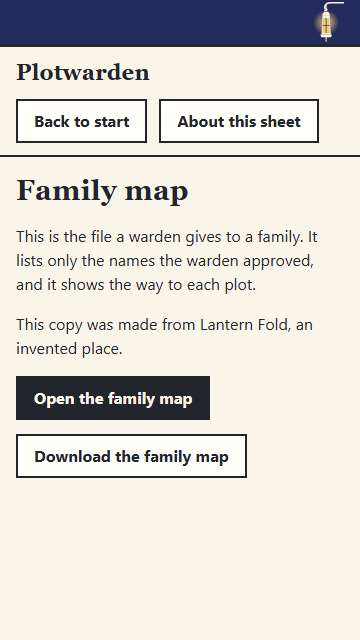 Plotwarden
Back to start
About this sheet
Family map
This is the file a warden gives to a family. It
lists only the names the warden approved,
and it shows the way to each plot.
This copy was made from Lantern Fold, an
invented place.
Open the family map
Download the family map